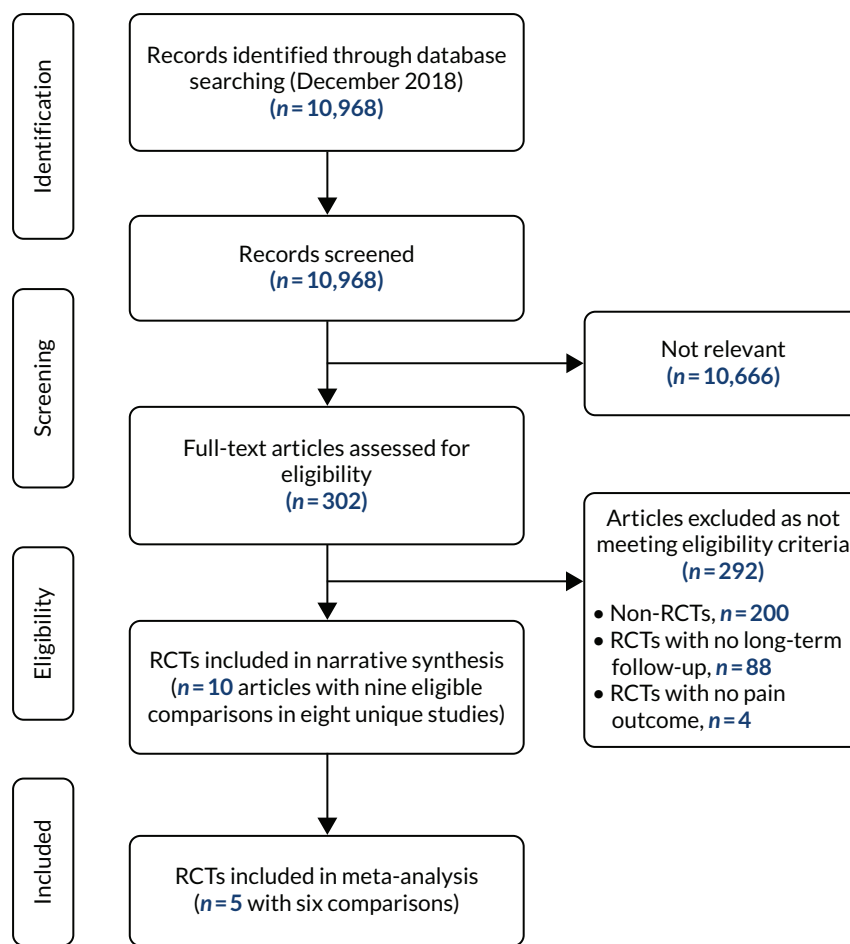 Identification
Records identified through database
searching (December 2018)
(n = 10,968)
Records screened
(n = 10,968)
Screening
Not relevant
(n = 10,666)
Full-text articles assessed for
eligibility
(n = 302)
Articles excluded as not
meeting eligibility criteria
(n = 292)
• Non-RCTs, n = 200
• RCTs with no long-term
follow-up, n = 88
• RCTs with no pain
outcome, n = 4
Eligibility
RCTs included in narrative synthesis
(n = 10 articles with nine eligible
comparisons in eight unique studies)
Included
RCTs included in meta-analysis
(n = 5 with six comparisons)